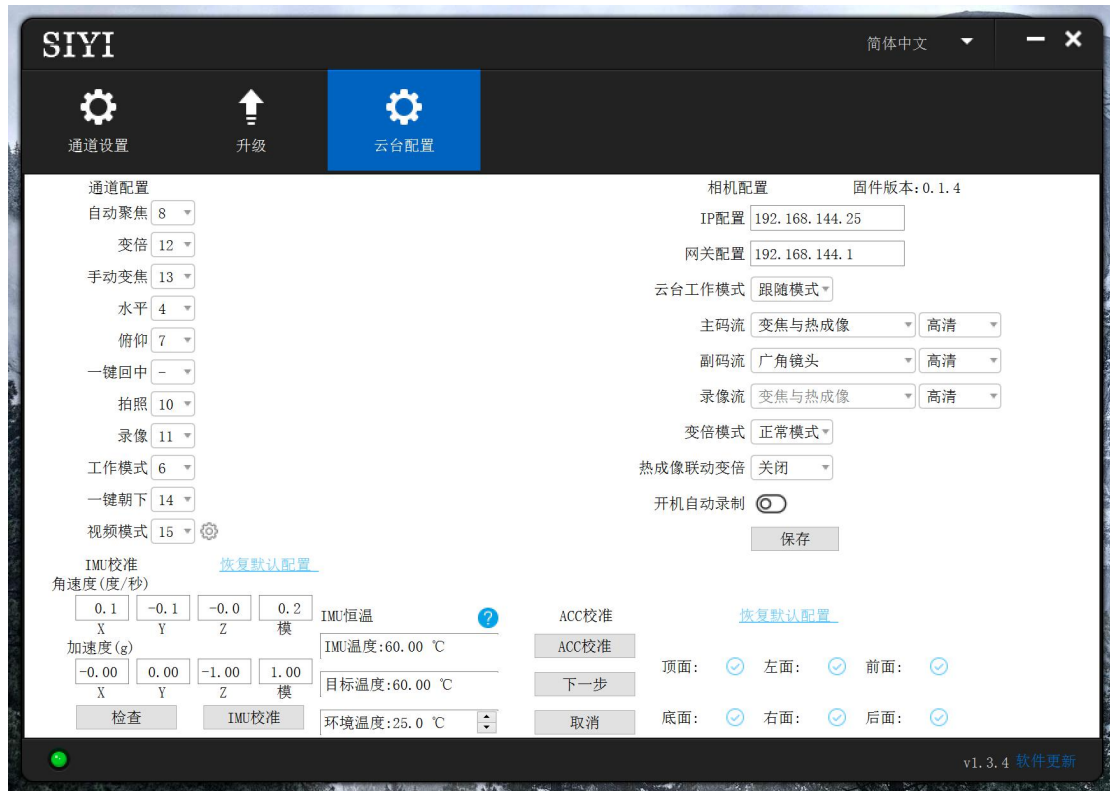 SIYI
简体中文
通道设置
升级
云台配置
通道配置
自动聚焦 8
变倍 12
手动变焦 13
水平 4
俯仰 7
一键回中 -
拍照 10
录像 11
工作模式 6
一键朝下 14
视频模式 15
相机配置 固件版本:0.1.4
IP配置 192.168.144.25
网关配置 192.168.144.1
云台工作模式 跟随模式
主码流 变焦与热成像 高清
副码流 广角镜头 高清
录像流 变焦与热成像 高清
变倍模式 正常模式
热成像联动变倍 关闭
开机自动录制
保存
IMU校准 恢复默认配置
角速度(度/秒)
0.1 -0.1 -0.0 0.2
X Y Z 模
加速度(g)
-0.00 0.00 -1.00 1.00
X Y Z 模
检查 IMU校准
IMU恒温 ?
IMU温度:60.00 ℃
目标温度:60.00 ℃
环境温度:25.0 ℃
ACC校准 恢复默认配置
ACC校准
下一步
取消
顶面: 左面: 前面:
底面: 右面: 后面:
v1.3.4 软件更新